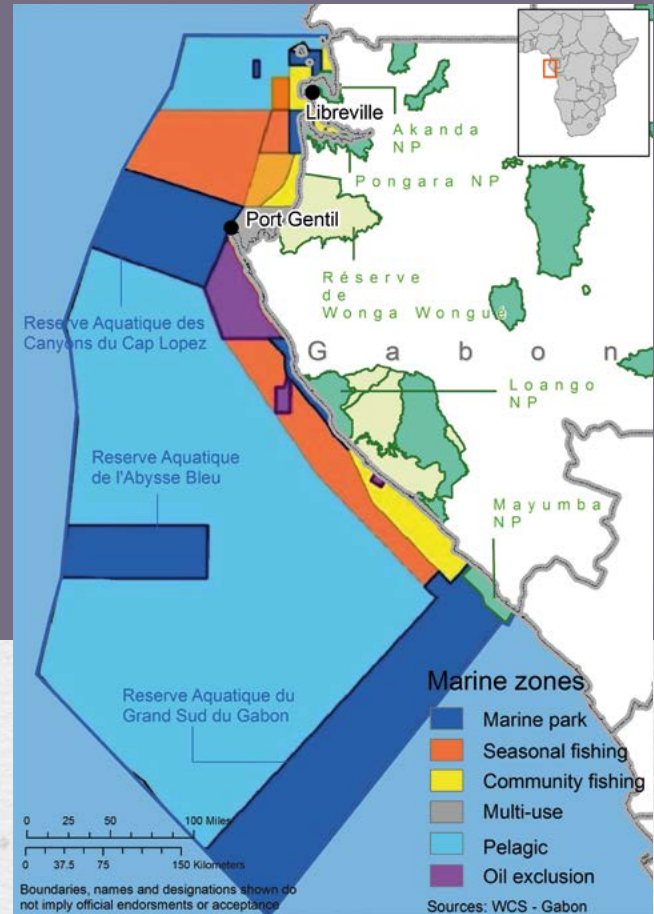 Libreville
Akanda
NP
Pongara NP
Port Gentil
Réserve
de
Wonga Wongué
Reserve Aquatique des
Canyons du Cap Lopez
Gabon
Loango
NP
Reserve Aquatique
de l'Abysse Bleu
Mayumba
NP
Reserve Aquatique du
Grand Sud du Gabon
Marine zones
Marine park
Seasonal fishing
Community fishing
Multi-use
Pelagic
Oil exclusion
0 25 50 100 Miles
0 37.5 75 150 Kilometers
Boundaries, names and designations shown do
not imply official endorsments or acceptance
Sources: WCS - Gabon